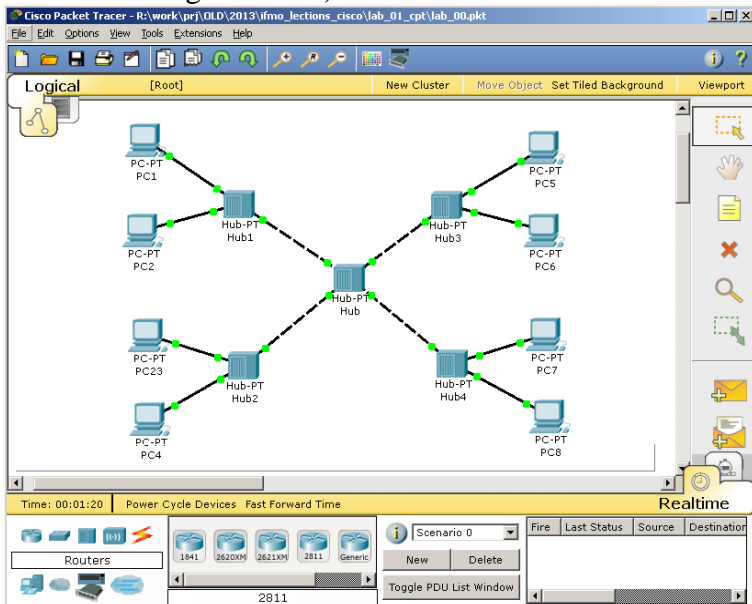 Cisco Packet Tracer - R:\work\prj\OLD\2013\ifmo_lections_cisco\lab_01_cpt\lab_00.pkt
File Edit Options View Tools Extensions Help
Logical [Root] New Cluster Move Object Set Tiled Background Viewport
PC-PT
PC1
PC-PT
PC5
Hub-PT
Hub1
Hub-PT
Hub3
PC-PT
PC2
PC-PT
PC6
Hub-PT
Hub
PC-PT
PC23
PC-PT
PC7
Hub-PT
Hub2
Hub-PT
Hub4
PC-PT
PC4
PC-PT
PC8
Time: 00:01:20 Power Cycle Devices Fast Forward Time Realtime
Routers
1841 2620XM 2621XM 2811 Generic
2811
Scenario 0
New Delete
Toggle PDU List Window
Fire Last Status Source Destination